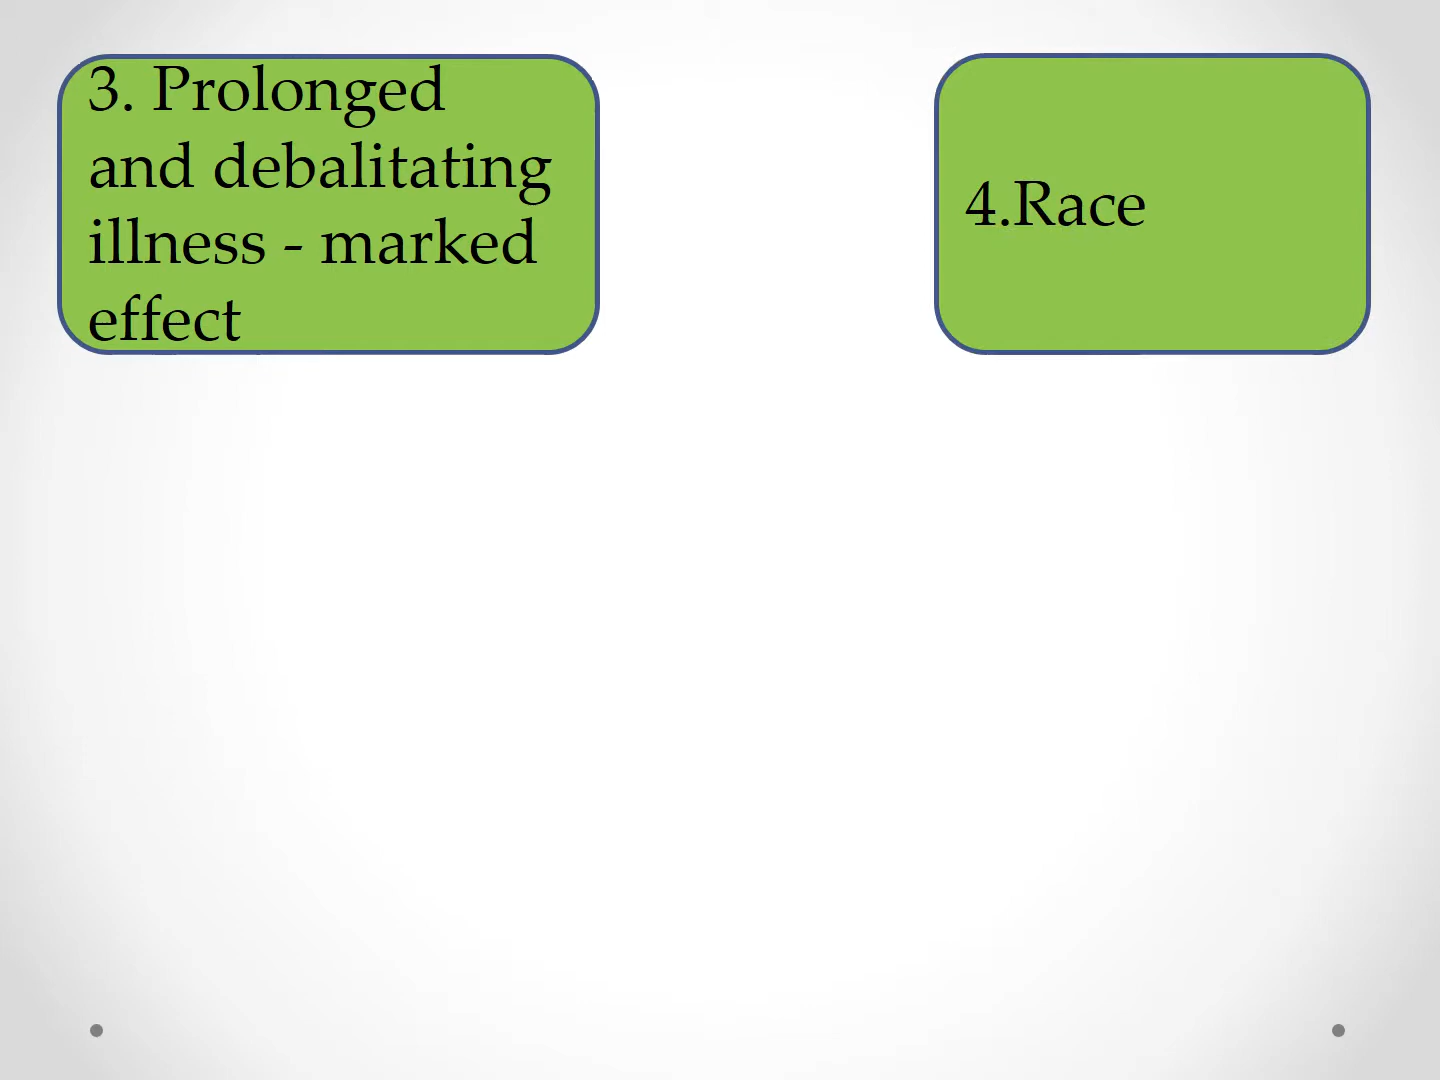 3. Prolonged
and debalitating
illness - marked
effect
4.Race